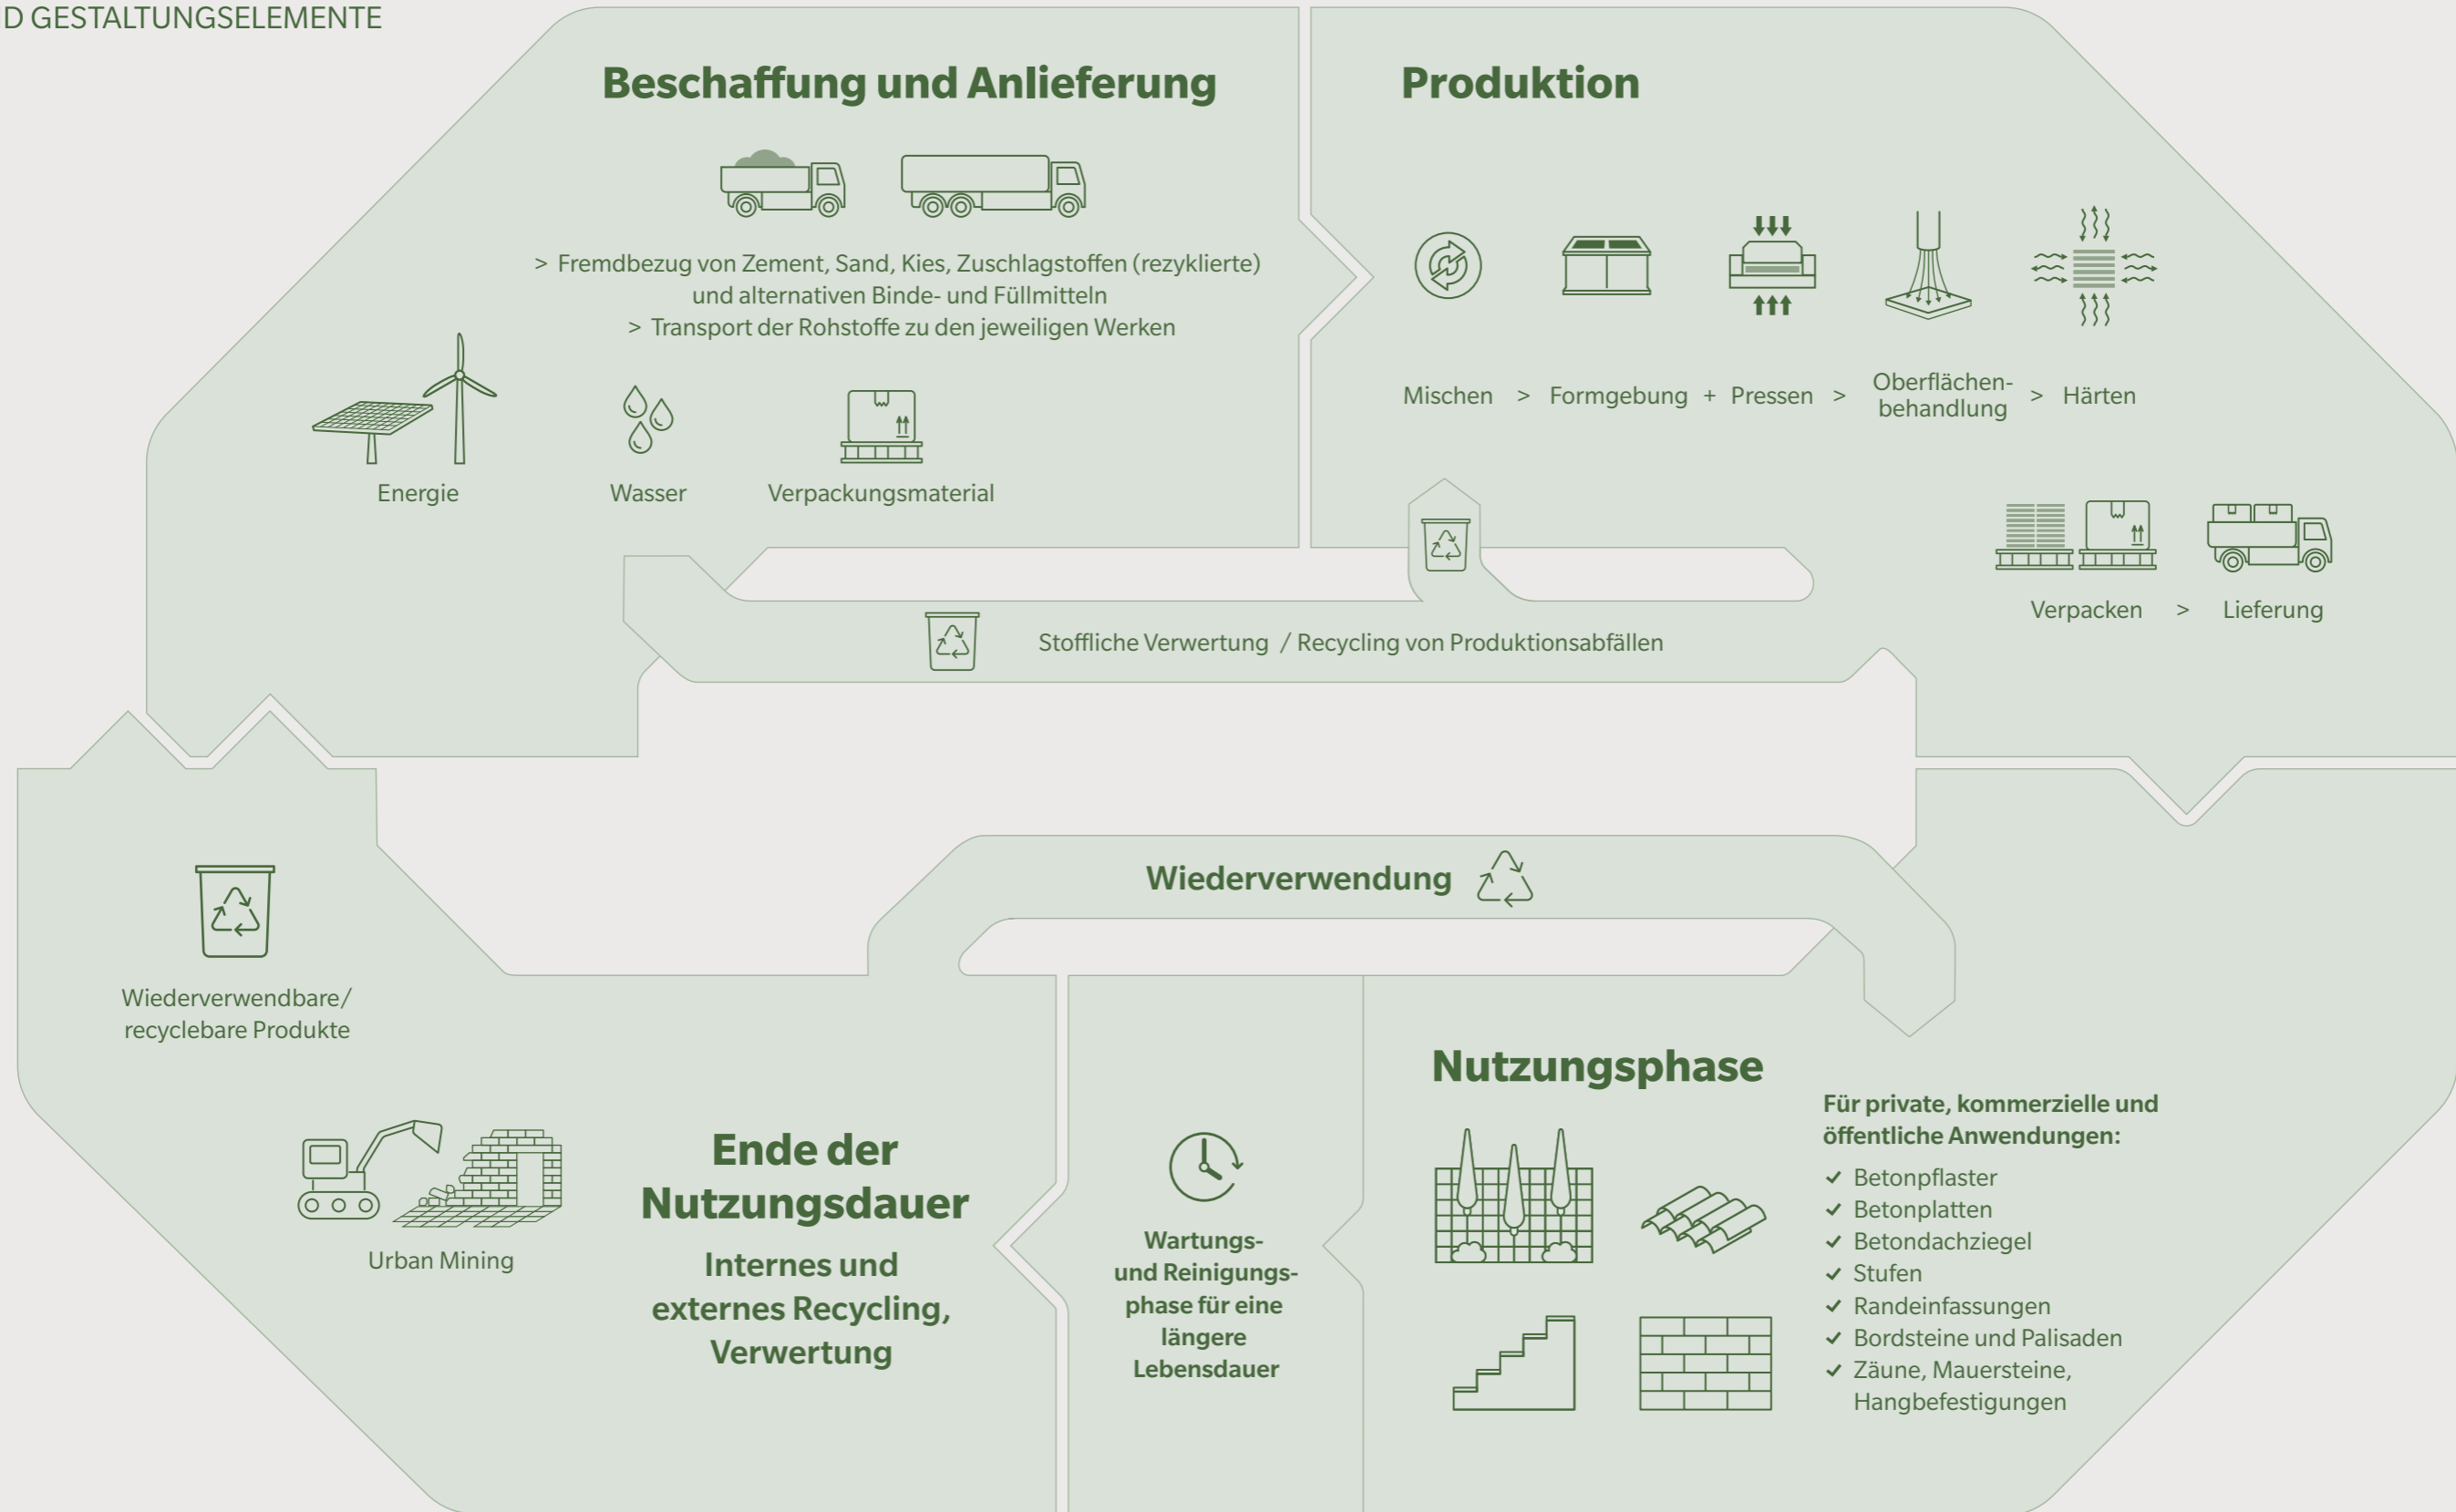 D GESTALTUNGSELEMENTE
Beschaffung und Anlieferung
> Fremdbezug von Zement, Sand, Kies, Zuschlagstoffen (rezyklierte)
und alternativen Binde- und Füllmitteln
> Transport der Rohstoffe zu den jeweiligen Werken
Energie
Wasser
Verpackungsmaterial
Produktion
Mischen > Formgebung + Pressen > Oberflächen-
behandlung > Härten
Verpacken > Lieferung
Stoffliche Verwertung / Recycling von Produktionsabfällen
Wiederverwendung
Nutzungsphase
Für private, kommerzielle und
öffentliche Anwendungen:
✓ Betonpflaster
✓ Betonplatten
✓ Betondachziegel
✓ Stufen
✓ Randeinfassungen
✓ Bordsteine und Palisaden
✓ Zäune, Mauersteine,
Hangbefestigungen
Wartungs-
und Reinigungs-
phase für eine
längere
Lebensdauer
Ende der
Nutzungsdauer
Internes und
externes Recycling,
Verwertung
Urban Mining
Wiederverwendbare/
recyclebare Produkte